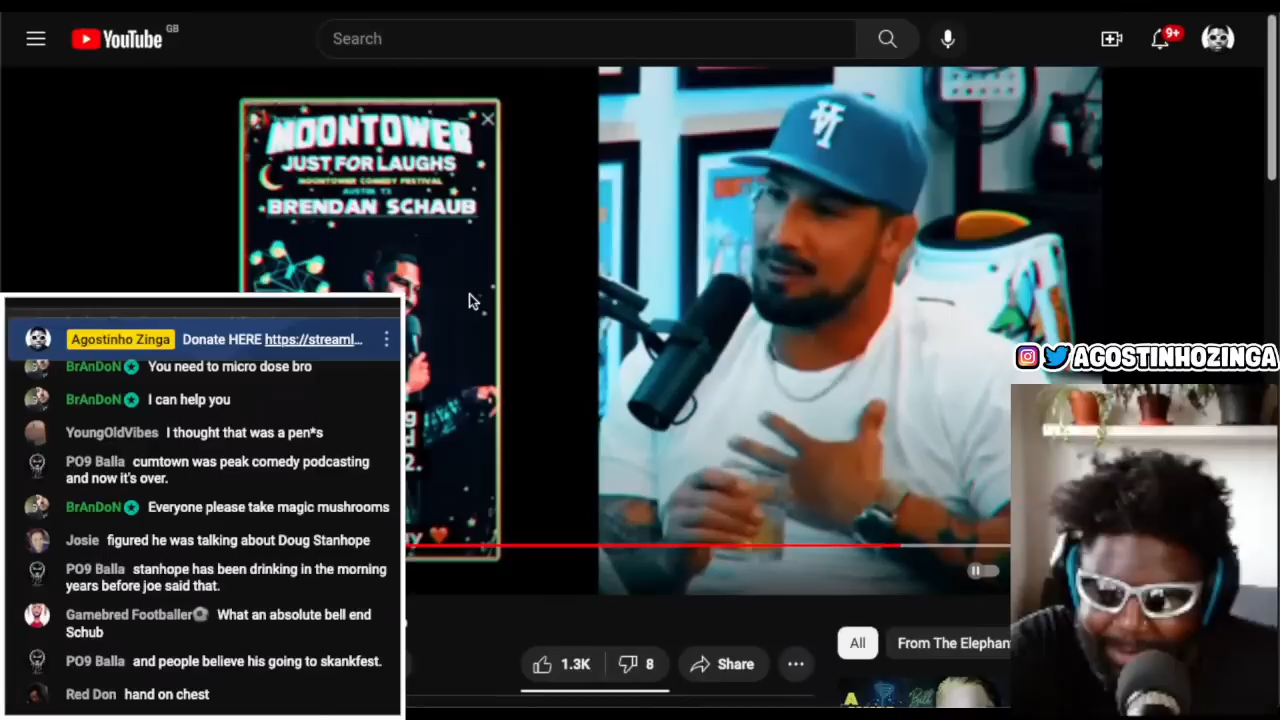 YouTube GB
Search
9+
MOONTOWER
JUST FOR LAUGHS
MOONTOWER COMEDY FESTIVAL
AUSTIN TX
BRENDAN SCHAUB
Agostinho Zinga Donate HERE https://streaml...
BrAnDoN You need to micro dose bro
BrAnDoN I can help you
YoungOldVibes I thought that was a pen*s
PO9 Balla cumtown was peak comedy podcasting
and now it's over.
BrAnDoN Everyone please take magic mushrooms
Josie figured he was talking about Doug Stanhope
PO9 Balla stanhope has been drinking in the morning
years before joe said that.
Gamebred Footballer What an absolute bell end
Schub
PO9 Balla and people believe his going to skankfest.
Red Don hand on chest
AGOSTINHOZINGA
1.3K
8
Share
All
From The Elephan